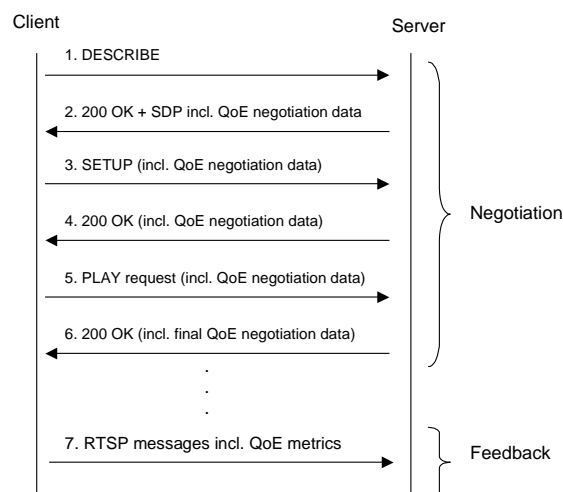 Client
Server
1. DESCRIBE
2. 200 OK + SDP incl. QoE negotiation data
3. SETUP (incl. QoE negotiation data)
4. 200 OK (incl. QoE negotiation data)
Negotiation
5. PLAY request (incl. QoE negotiation data)
6. 200 OK (incl. final QoE negotiation data)
.
.
.
7. RTSP messages incl. QoE metrics
Feedback